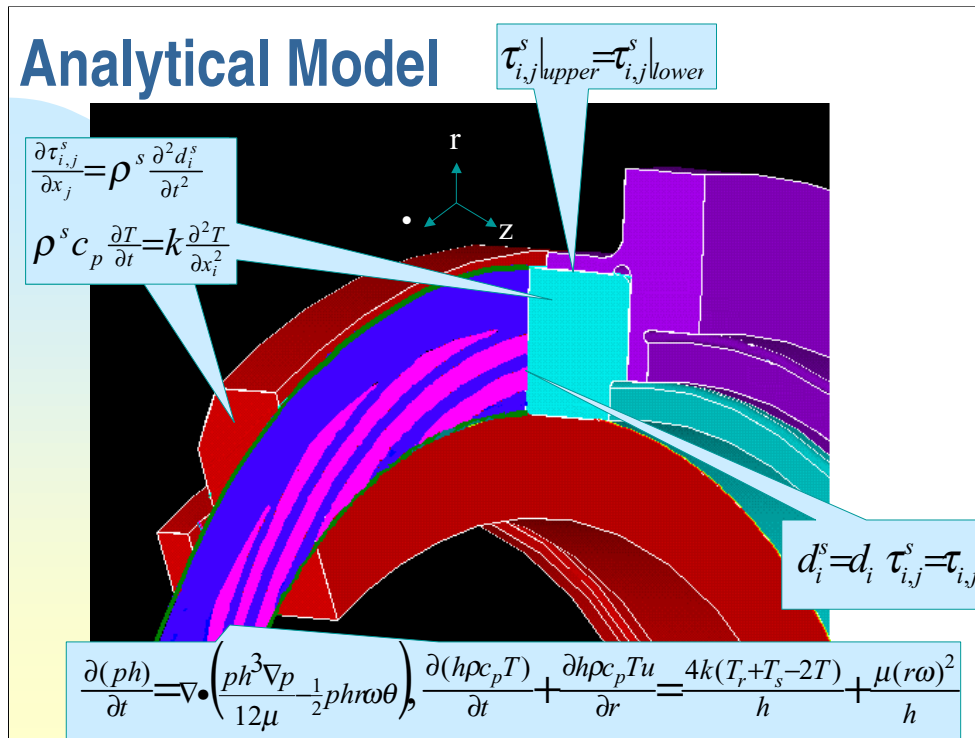 Analytical Model
τ^s_{i,j}|_{upper}=τ^s_{i,j}|_{lower}
∂τ^s_{i,j}/∂x_j = ρ^s ∂²d^s_i/∂t²
ρ^s c_p ∂T/∂t = k ∂²T/∂x_i²
r
•
z
d^s_i=d_i τ^s_{i,j}=τ_{i,j}
∂(ph)/∂t = ∇•(ph³∇p/12μ − ½phrωθ), ∂(hρc_pT)/∂t + ∂hρc_pTu/∂r = 4k(T_r+T_s−2T)/h + μ(rω)²/h